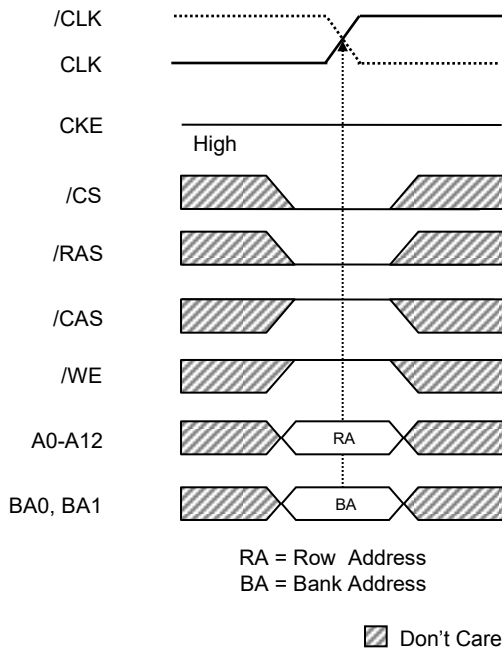 /CLK
CLK
CKE
High
/CS
/RAS
/CAS
/WE
A0-A12
RA
BA0, BA1
BA
RA = Row Address
BA = Bank Address
Don't Care